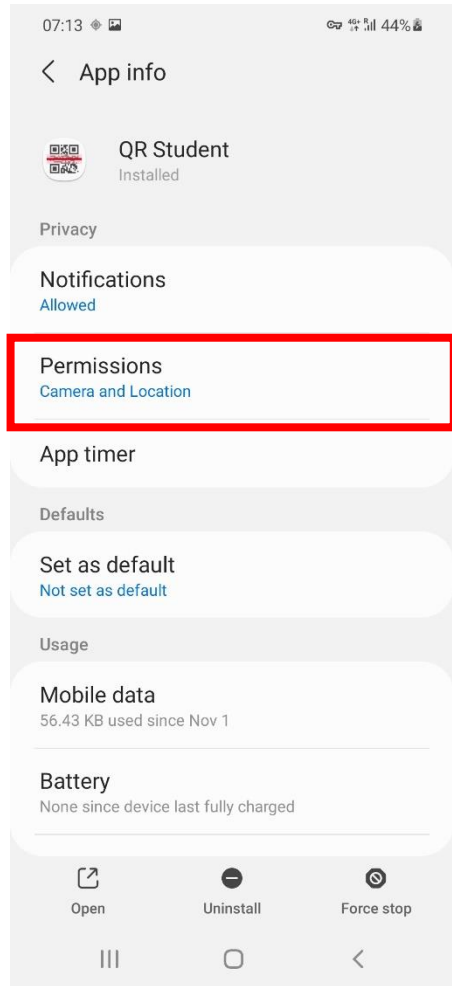 07:13 44%
App info
QR Student
Installed
Privacy
Notifications
Allowed
Permissions
Camera and Location
App timer
Defaults
Set as default
Not set as default
Usage
Mobile data
56.43 KB used since Nov 1
Battery
None since device last fully charged
Open Uninstall Force stop